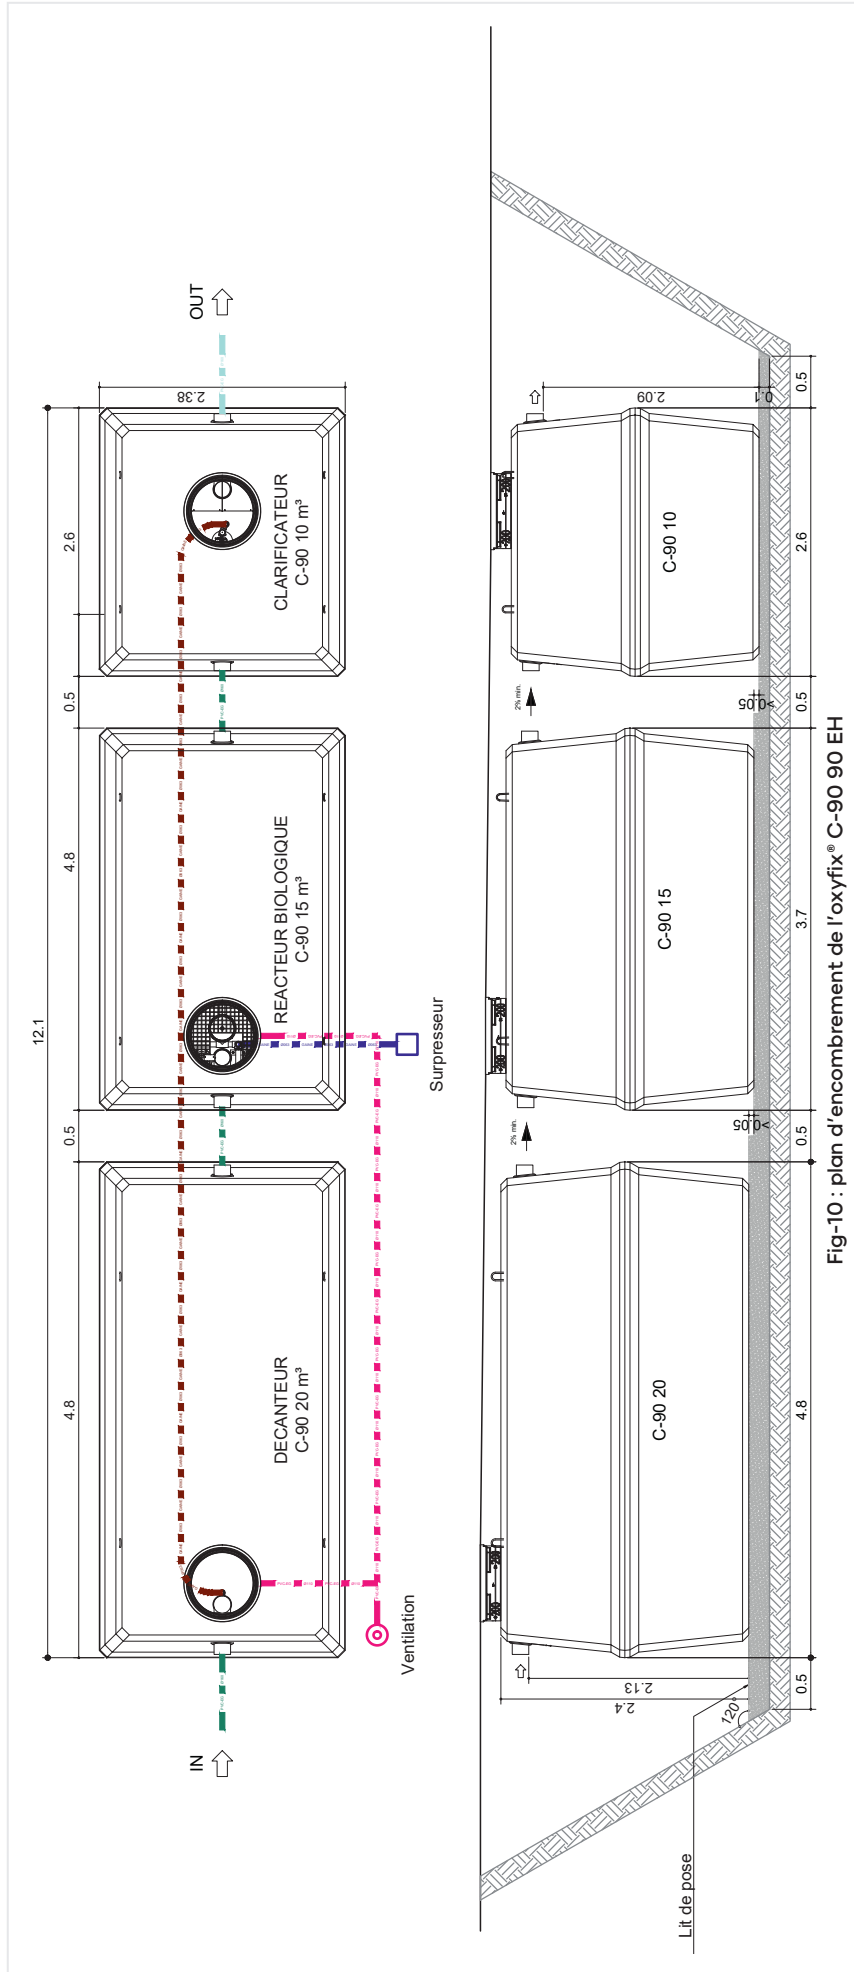 12.1
4.8
0.5
4.8
0.5
2.6
2.38
IN
OUT
DECANTEUR
C-90 20 m³
REACTEUR BIOLOGIQUE
C-90 15 m³
CLARIFICATEUR
C-90 10 m³
Ventilation
Surpresseur
+200
+200
+200
2% min.
2% min.
C-90 20
C-90 15
C-90 10
2.4
2.13
2.09
0.1
>0.05
>0.05
120°
Lit de pose
0.5
4.8
0.5
3.7
0.5
2.6
0.5
Fig-10 : plan d'encombrement de l'oxyfix® C-90 90 EH